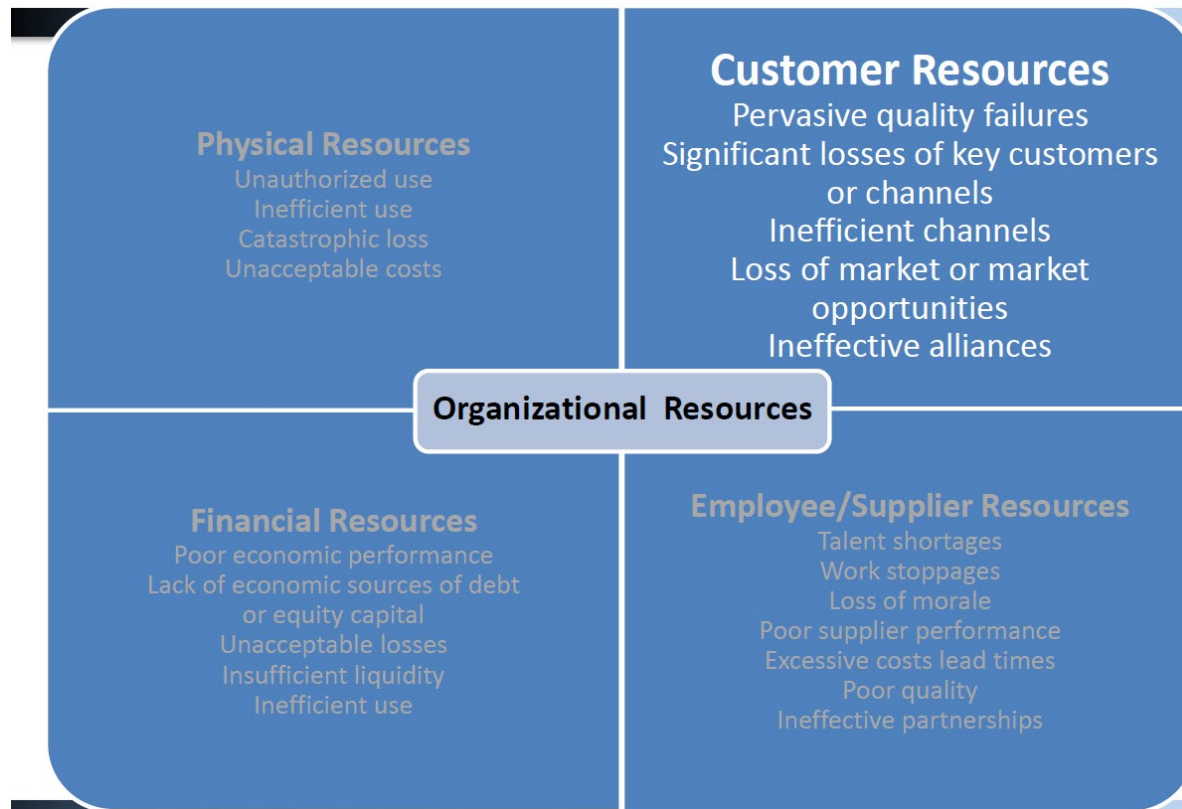 Physical Resources
Unauthorized use
Inefficient use
Catastrophic loss
Unacceptable costs
Customer Resources
Pervasive quality failures
Significant losses of key customers
or channels
Inefficient channels
Loss of market or market
opportunities
Ineffective alliances
Organizational Resources
Financial Resources
Poor economic performance
Lack of economic sources of debt
or equity capital
Unacceptable losses
Insufficient liquidity
Inefficient use
Employee/Supplier Resources
Talent shortages
Work stoppages
Loss of morale
Poor supplier performance
Excessive costs lead times
Poor quality
Ineffective partnerships